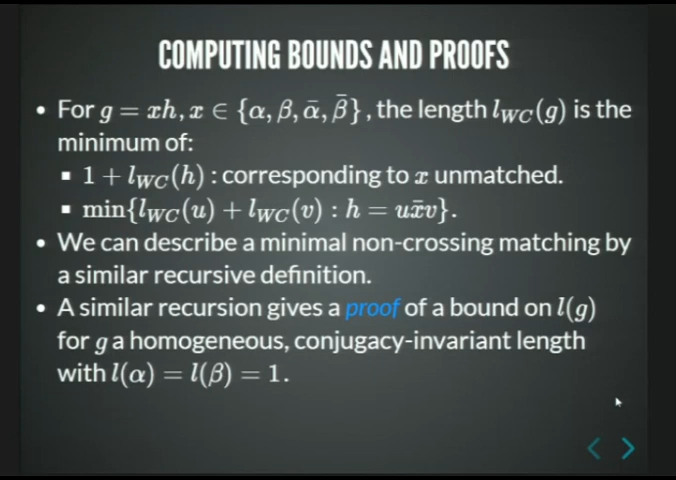 COMPUTING BOUNDS AND PROOFS
• For g = xh, x ∈ {α, β, ᾱ, β̄}, the length l_WC(g) is the
minimum of:
▪ 1 + l_WC(h) : corresponding to x unmatched.
▪ min{l_WC(u) + l_WC(v) : h = ux̄v}.
• We can describe a minimal non-crossing matching by
a similar recursive definition.
• A similar recursion gives a proof of a bound on l(g)
for g a homogeneous, conjugacy-invariant length
with l(α) = l(β) = 1.